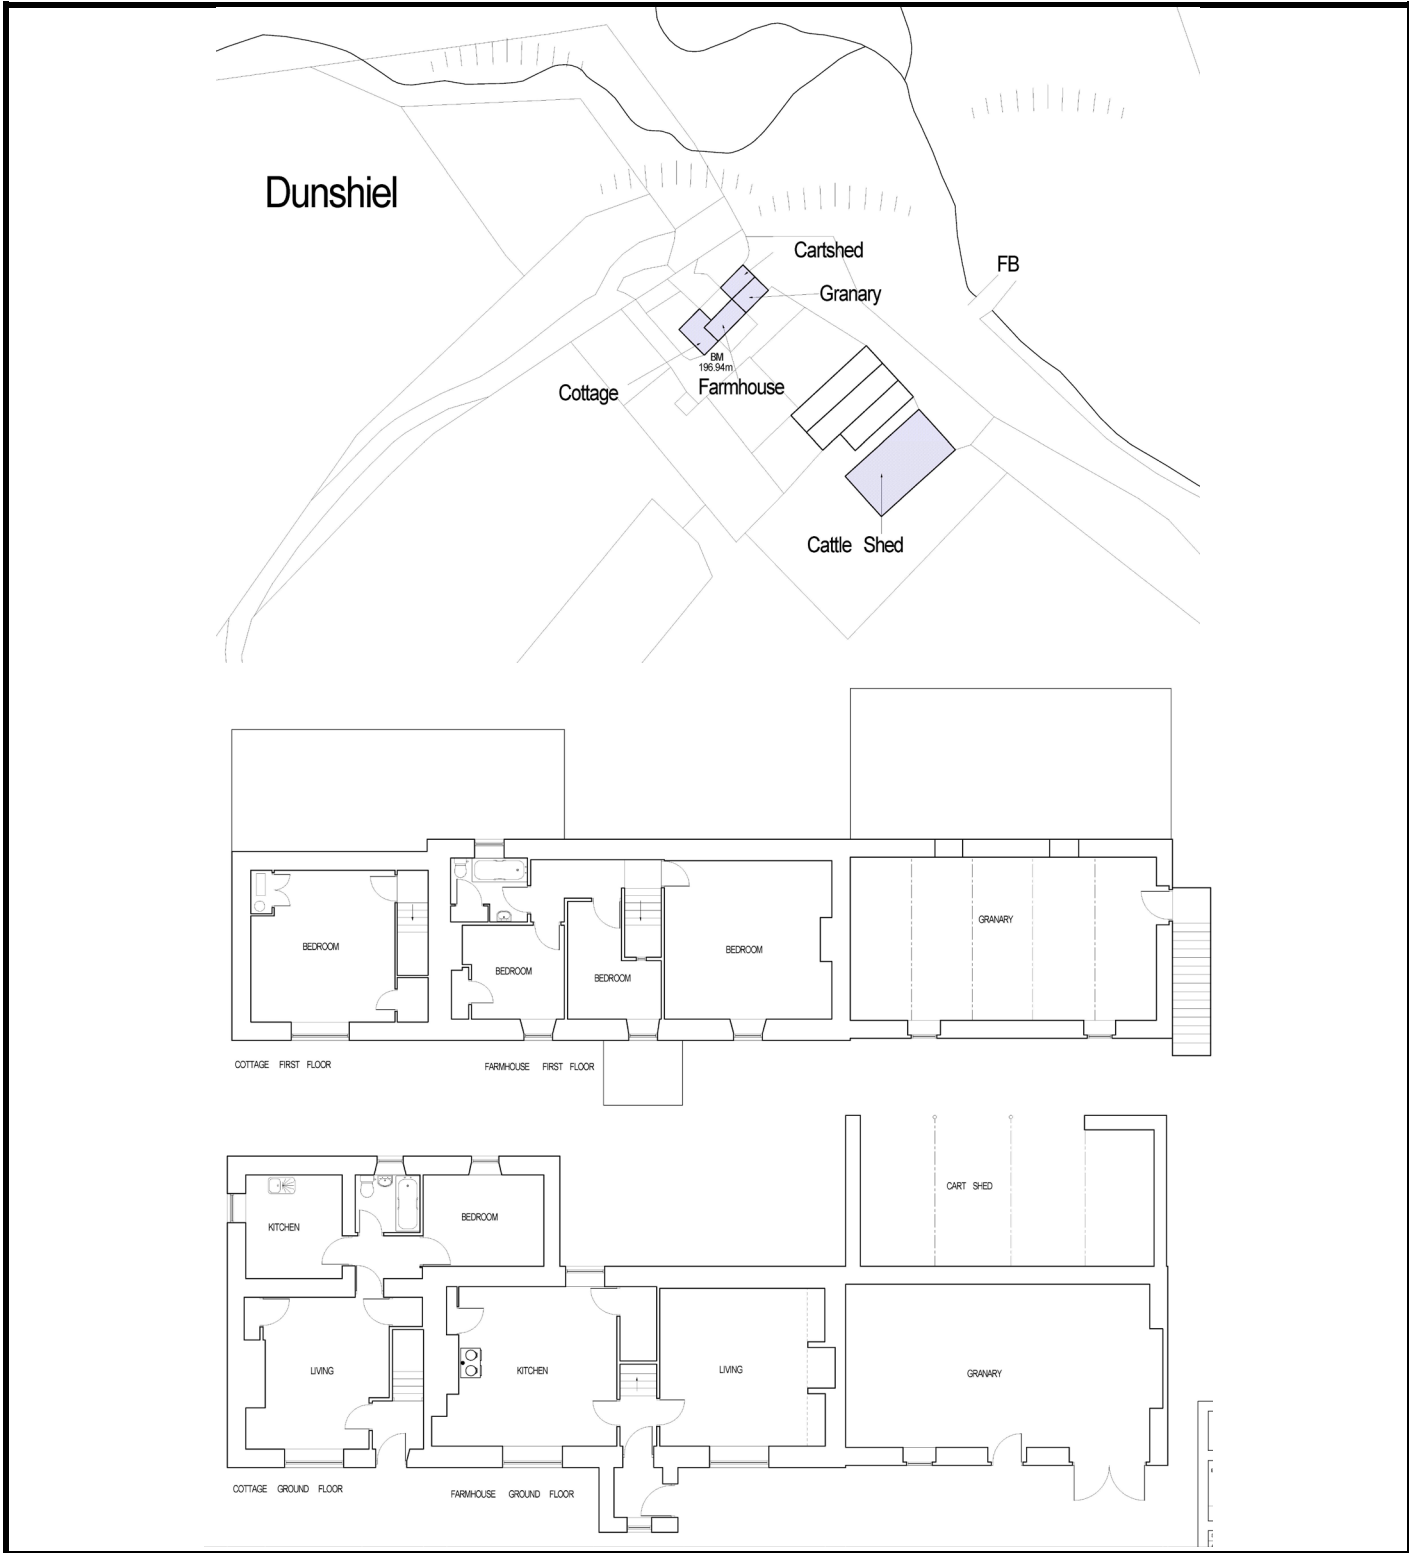 Dunshiel
Cartshed
FB
Granary
BM
196.94m
Cottage
Farmhouse
Cattle Shed
GRANARY
BEDROOM
BEDROOM
BEDROOM
BEDROOM
COTTAGE FIRST FLOOR
FARMHOUSE FIRST FLOOR
CART SHED
KITCHEN
BEDROOM
LIVING
KITCHEN
LIVING
GRANARY
COTTAGE GROUND FLOOR
FARMHOUSE GROUND FLOOR